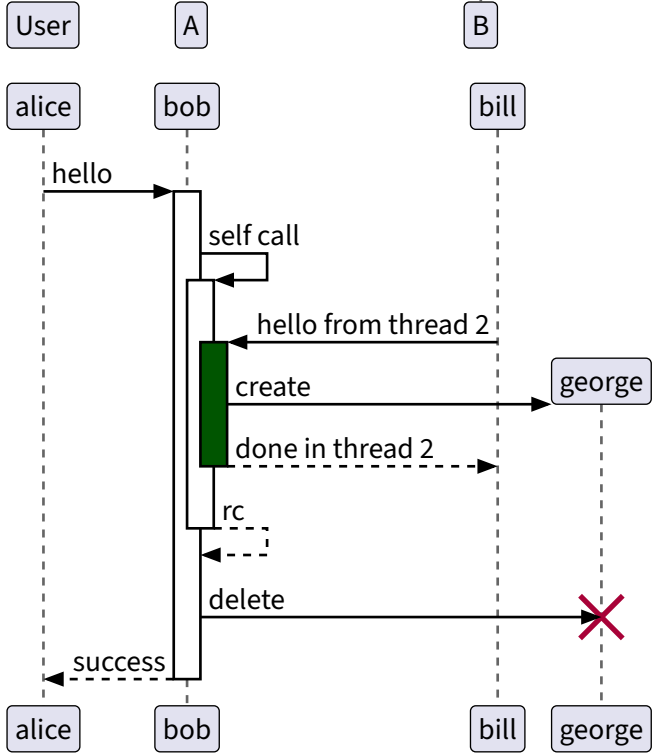 User
A
B
alice
bob
bill
hello
self call
hello from thread 2
create
george
done in thread 2
rc
delete
success
alice
bob
bill
george